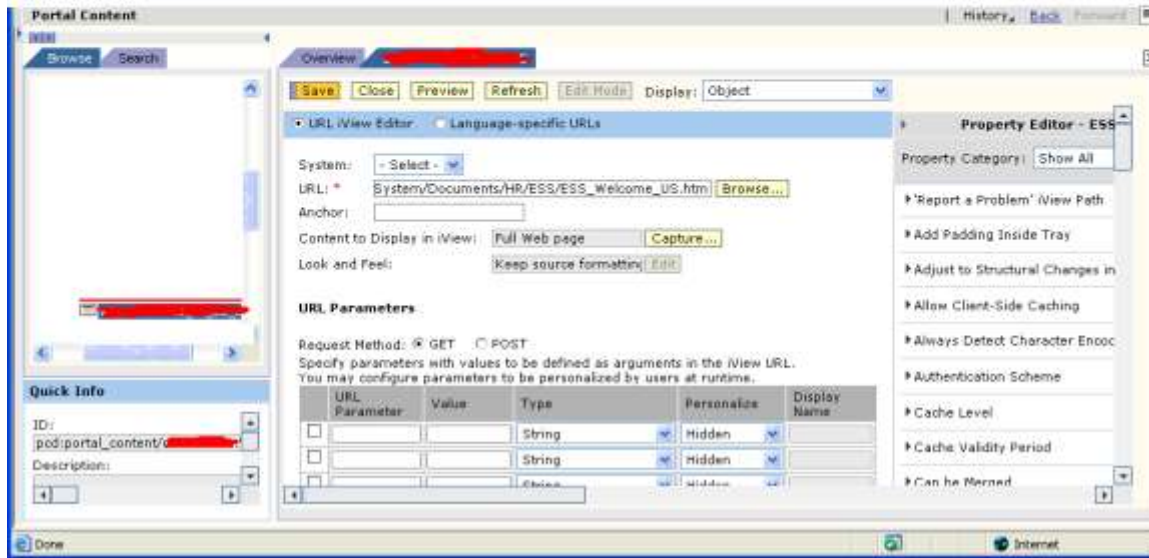 Portal Content
History Back Forward
Browse Search
Overview
Save Close Preview Refresh Edit Mode Display: Object
URL iView Editor Language-specific URLs
System: - Select -
URL: * System/Documents/HR/ESS/ESS_Welcome_US.htm Browse...
Anchor:
Content to Display in iView: Full Web page Capture...
Look and Feel: Keep source formatting Edit
URL Parameters
Request Method: GET POST
Specify parameters with values to be defined as arguments in the iView URL.
You may configure parameters to be personalized by users at runtime.
URL Parameter Value Type Personalize Display Name
String Hidden
String Hidden
String
Property Editor - ESS
Property Category: Show All
'Report a Problem' iView Path
Add Padding Inside Tray
Adjust to Structural Changes in
Allow Client-Side Caching
Always Detect Character Encoc
Authentication Scheme
Cache Level
Cache Validity Period
Can be Merged
Quick Info
ID:
pcd:portal_content/
Description:
Done
Internet